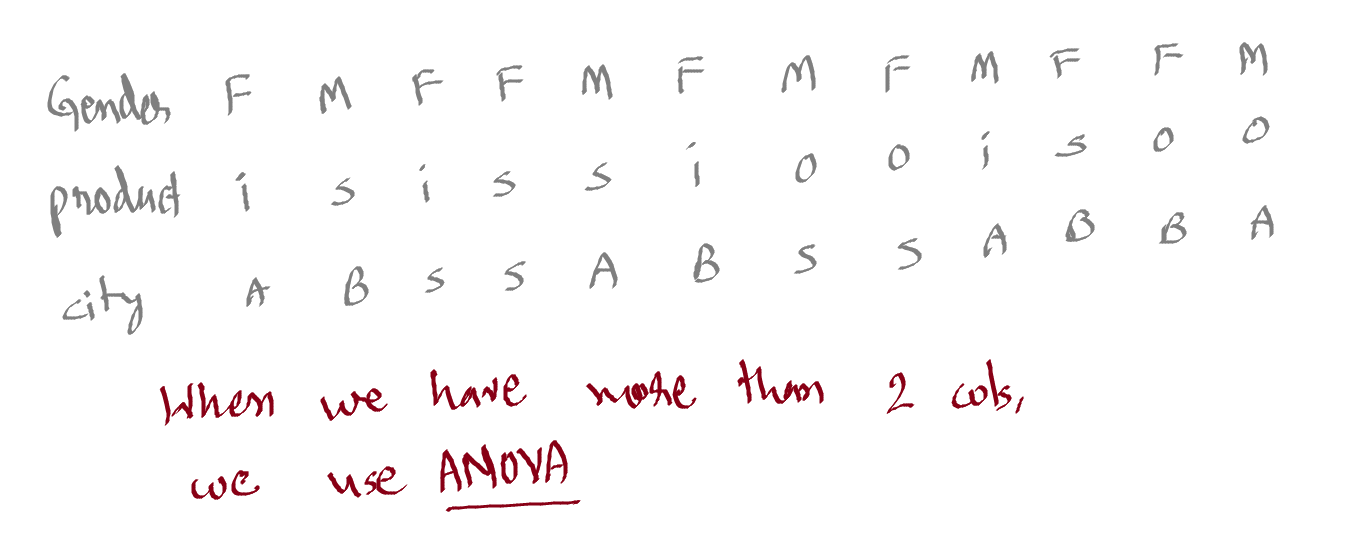 Gender F M F F M F M F M F F M
product i s i s s i o o i s o o
city A B S S A B S S A B B A
When we have more than 2 cols,
we use ANOVA